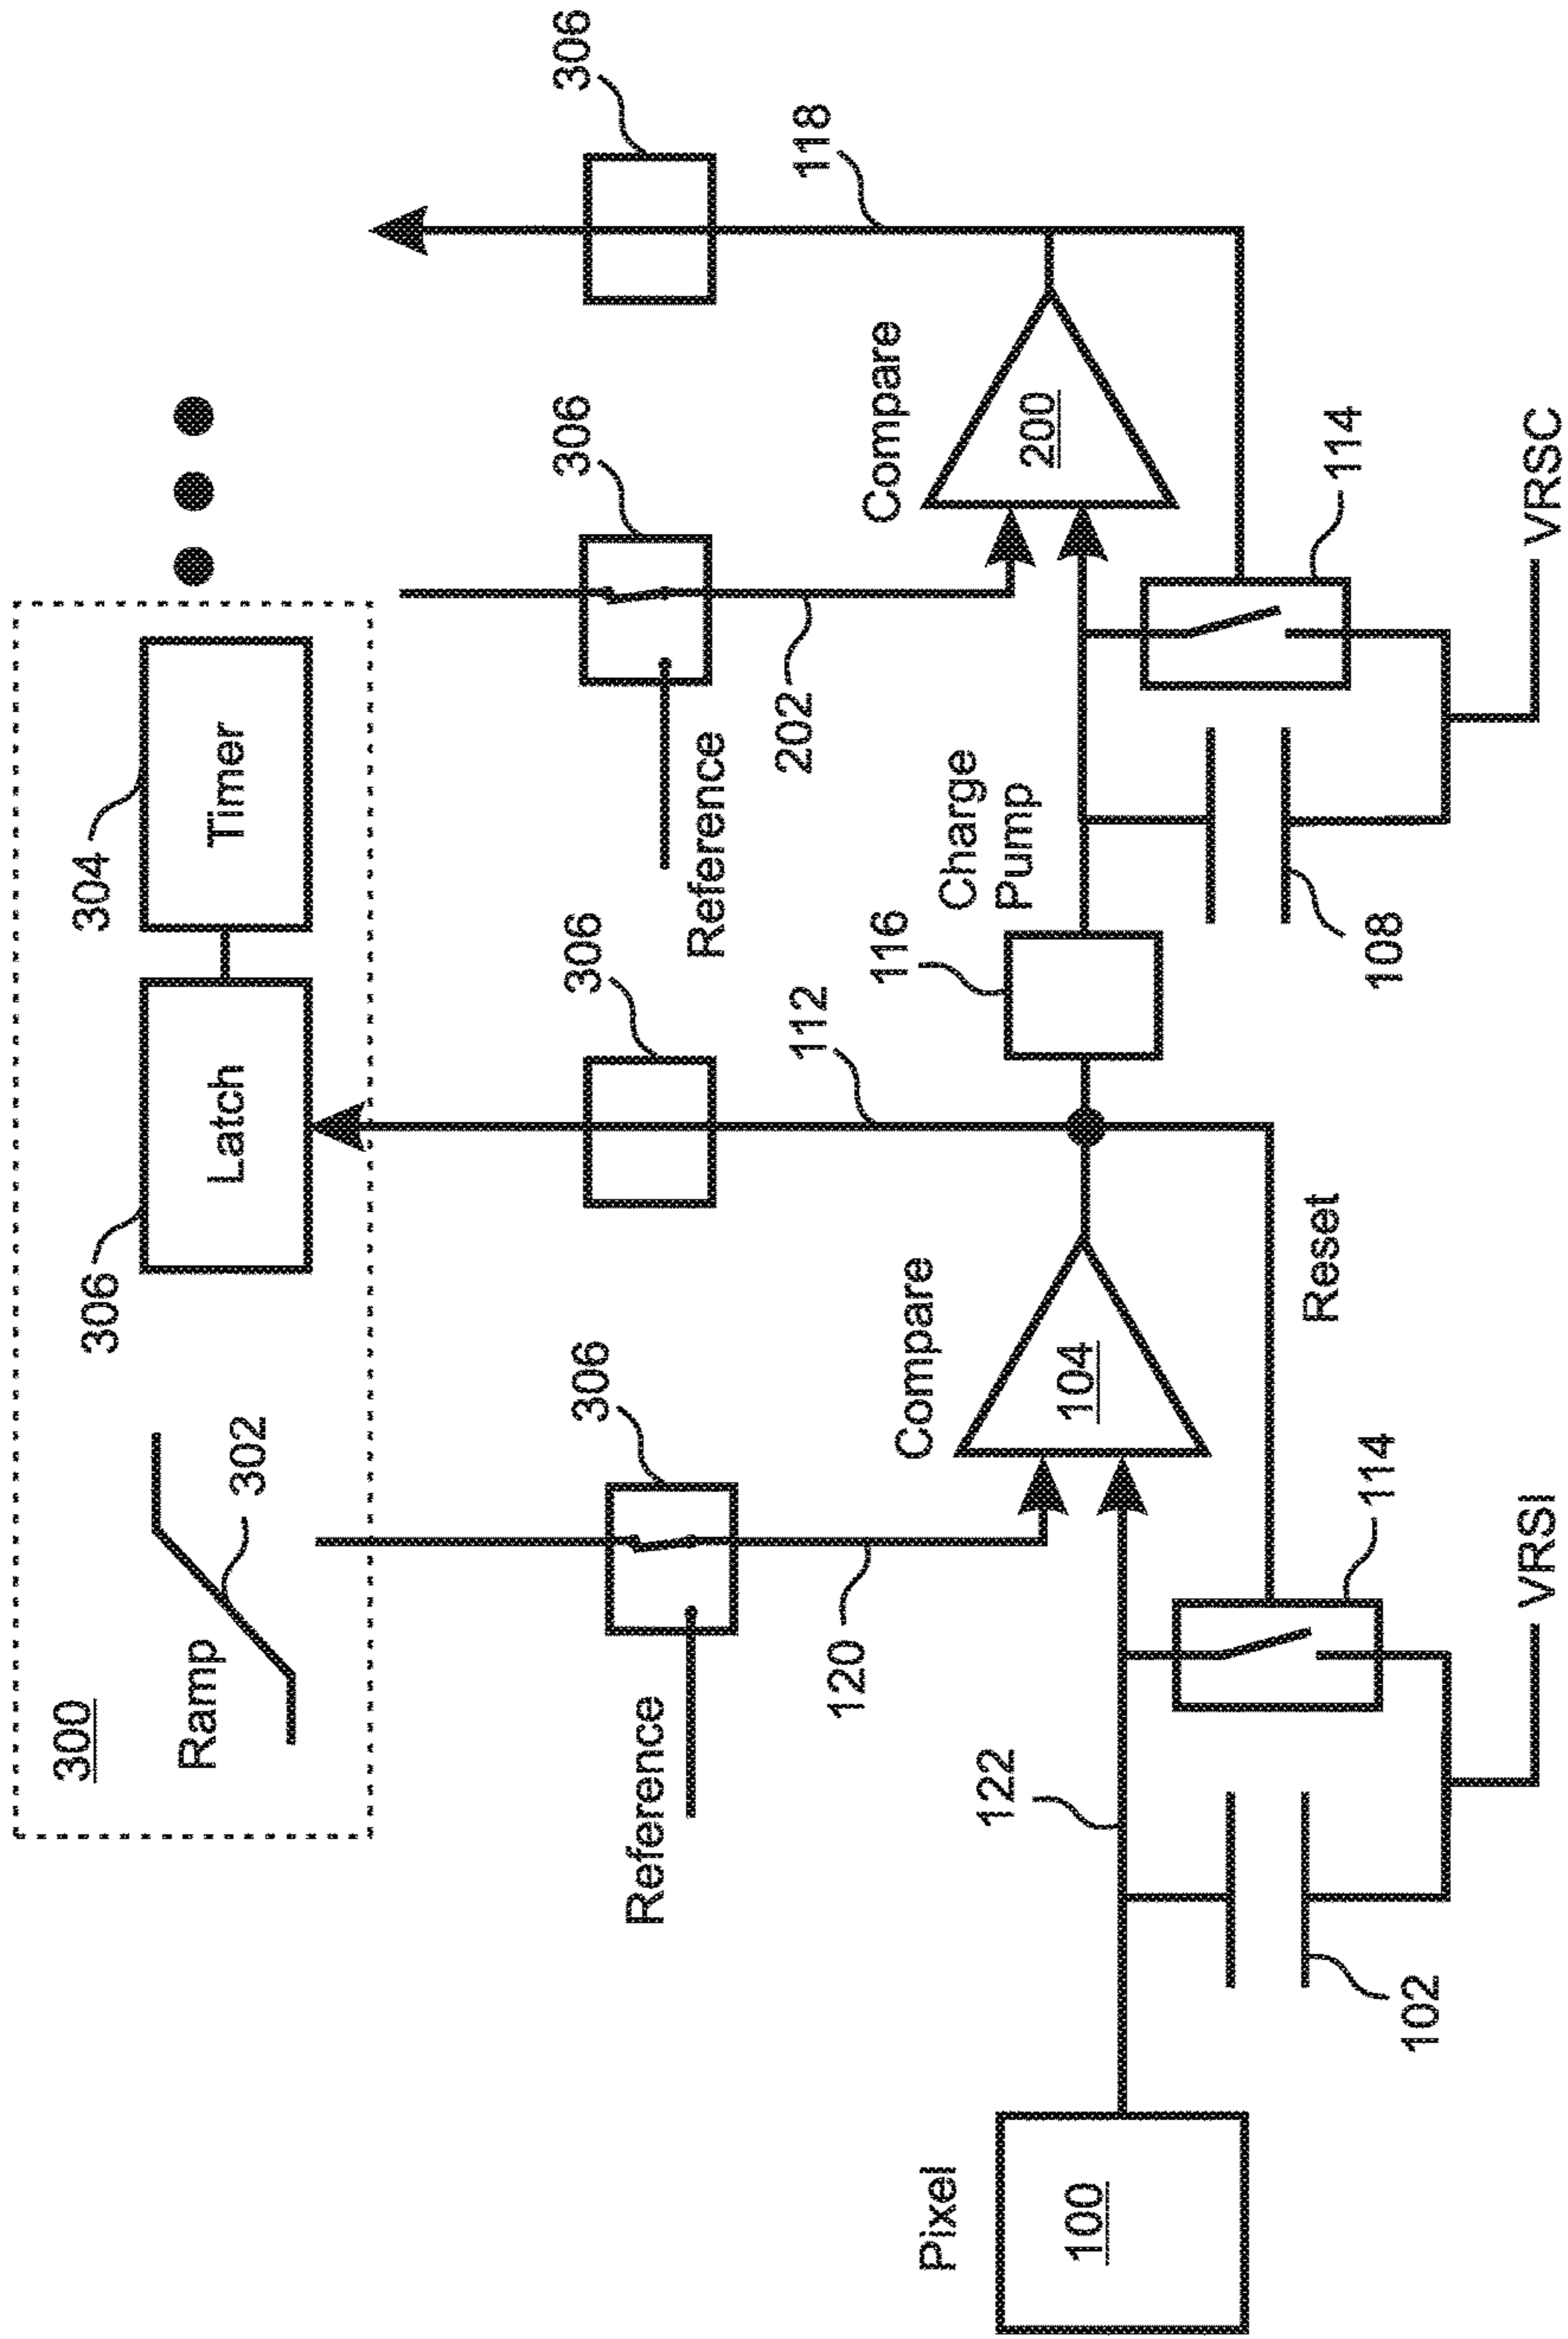 300
Ramp
302
306
Latch
304
Timer
306
306
306
306
Reference
Reference
120
112
202
118
Pixel
100
122
Compare
104
116
Charge
Pump
Compare
200
102
114
Reset
108
114
VRSI
VRSC